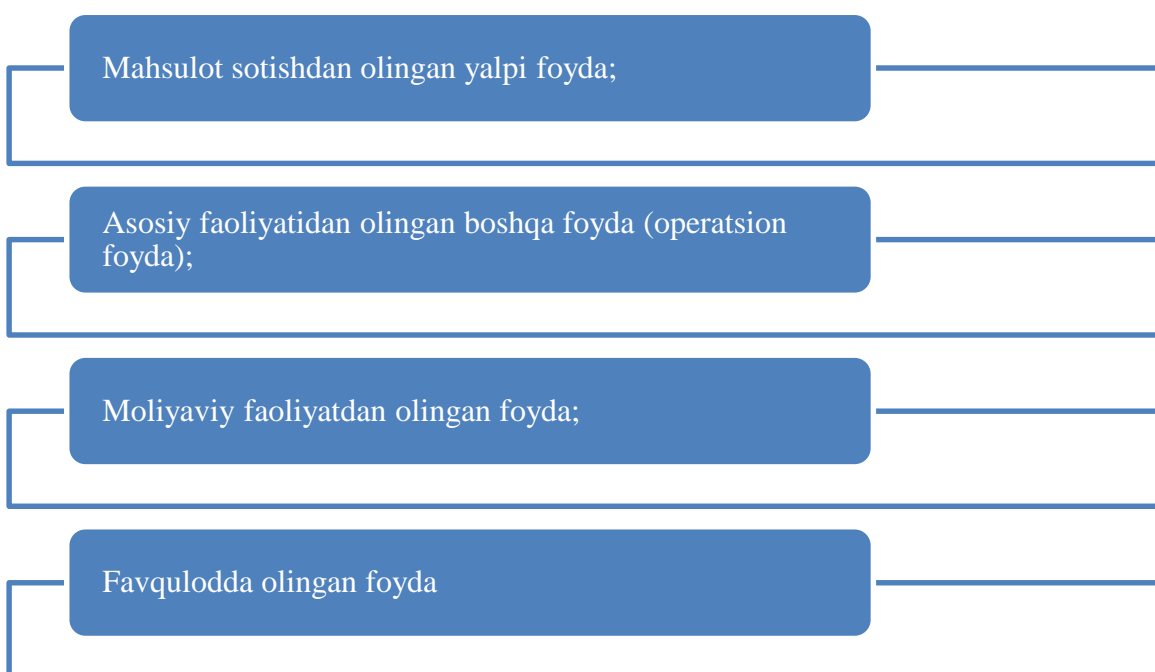 Mahsulot sotishdan olingan yalpi foyda;
Asosiy faoliyatidan olingan boshqa foyda (operatsion
foyda);
Moliyaviy faoliyatdan olingan foyda;
Favqulodda olingan foyda